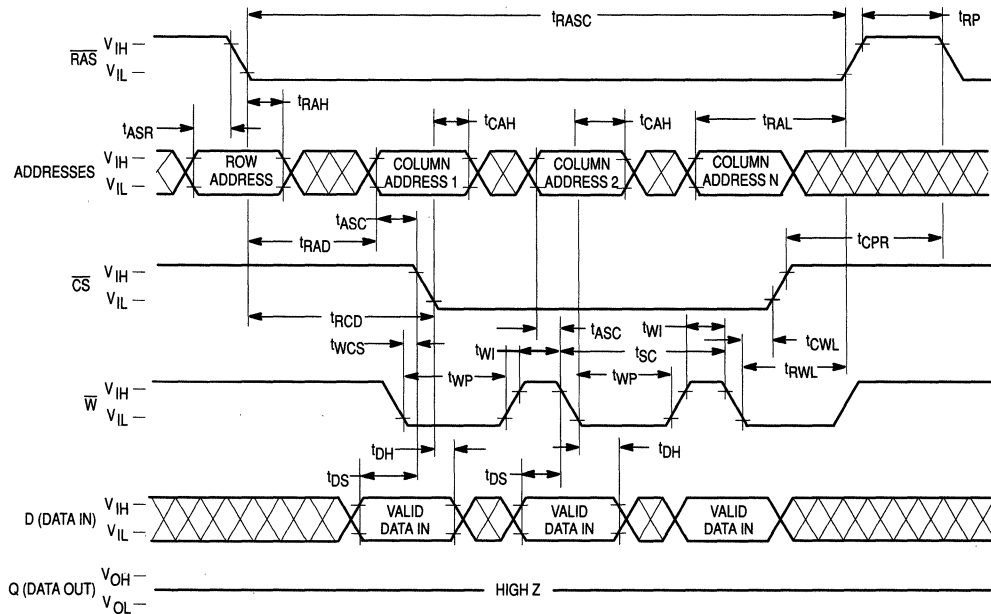 tRASC
tRP
RAS
VIH
VIL
tRAH
tASR
tCAH
tCAH
tRAL
ADDRESSES
VIH
VIL
ROW
ADDRESS
COLUMN
ADDRESS 1
COLUMN
ADDRESS 2
COLUMN
ADDRESS N
tASC
tRAD
tCPR
CS
VIH
VIL
tRCD
tASC
tWI
tCWL
tWCS
tWI
tSC
tRWL
tWP
tWP
W
VIH
VIL
tDH
tDH
tDS
tDS
D (DATA IN)
VIH
VIL
VALID
DATA IN
VALID
DATA IN
VALID
DATA IN
Q (DATA OUT)
VOH
VOL
HIGH Z